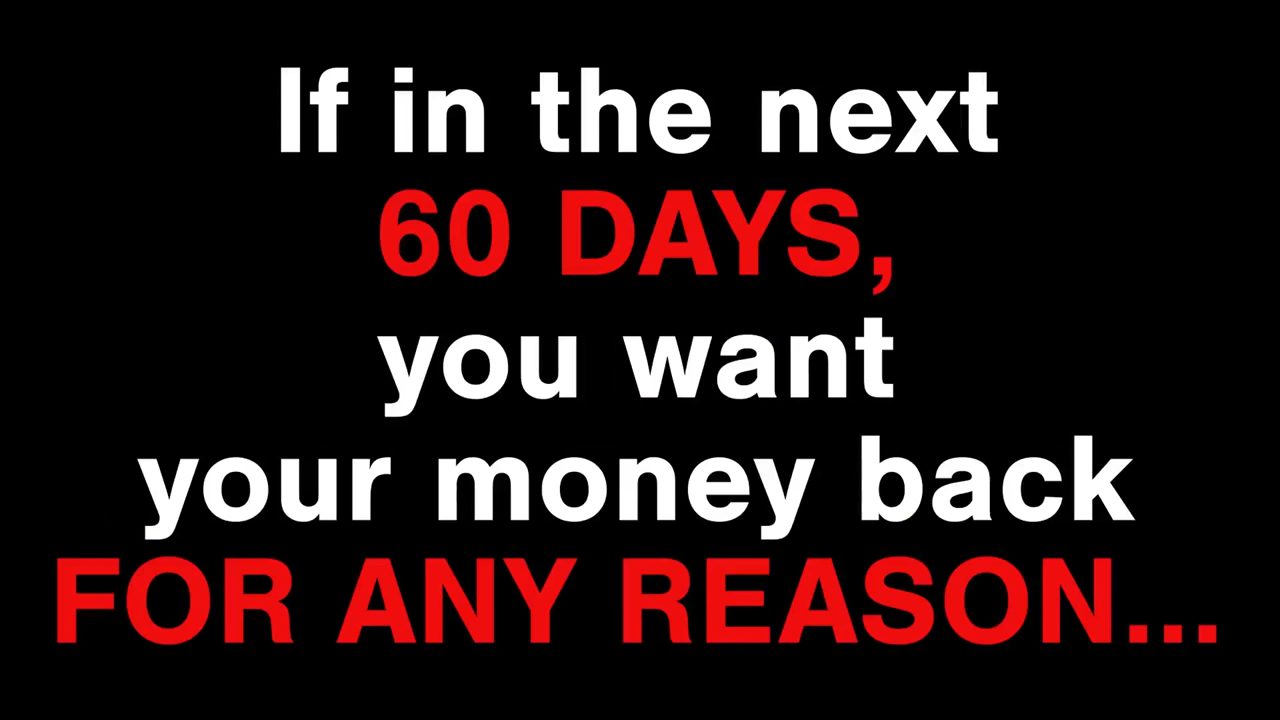 If in the next
60 DAYS,
you want
your money back
FOR ANY REASON...